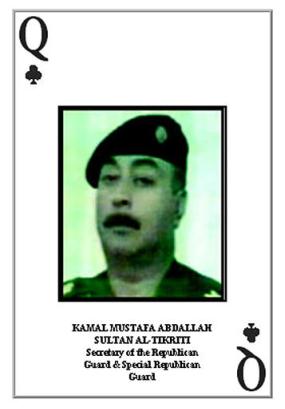 Q
KAMAL MUSTAFA ABDALLAH
SULTAN AL-TIKRITI
Secretary of the Republican
Guard & Special Republican
Guard
Q